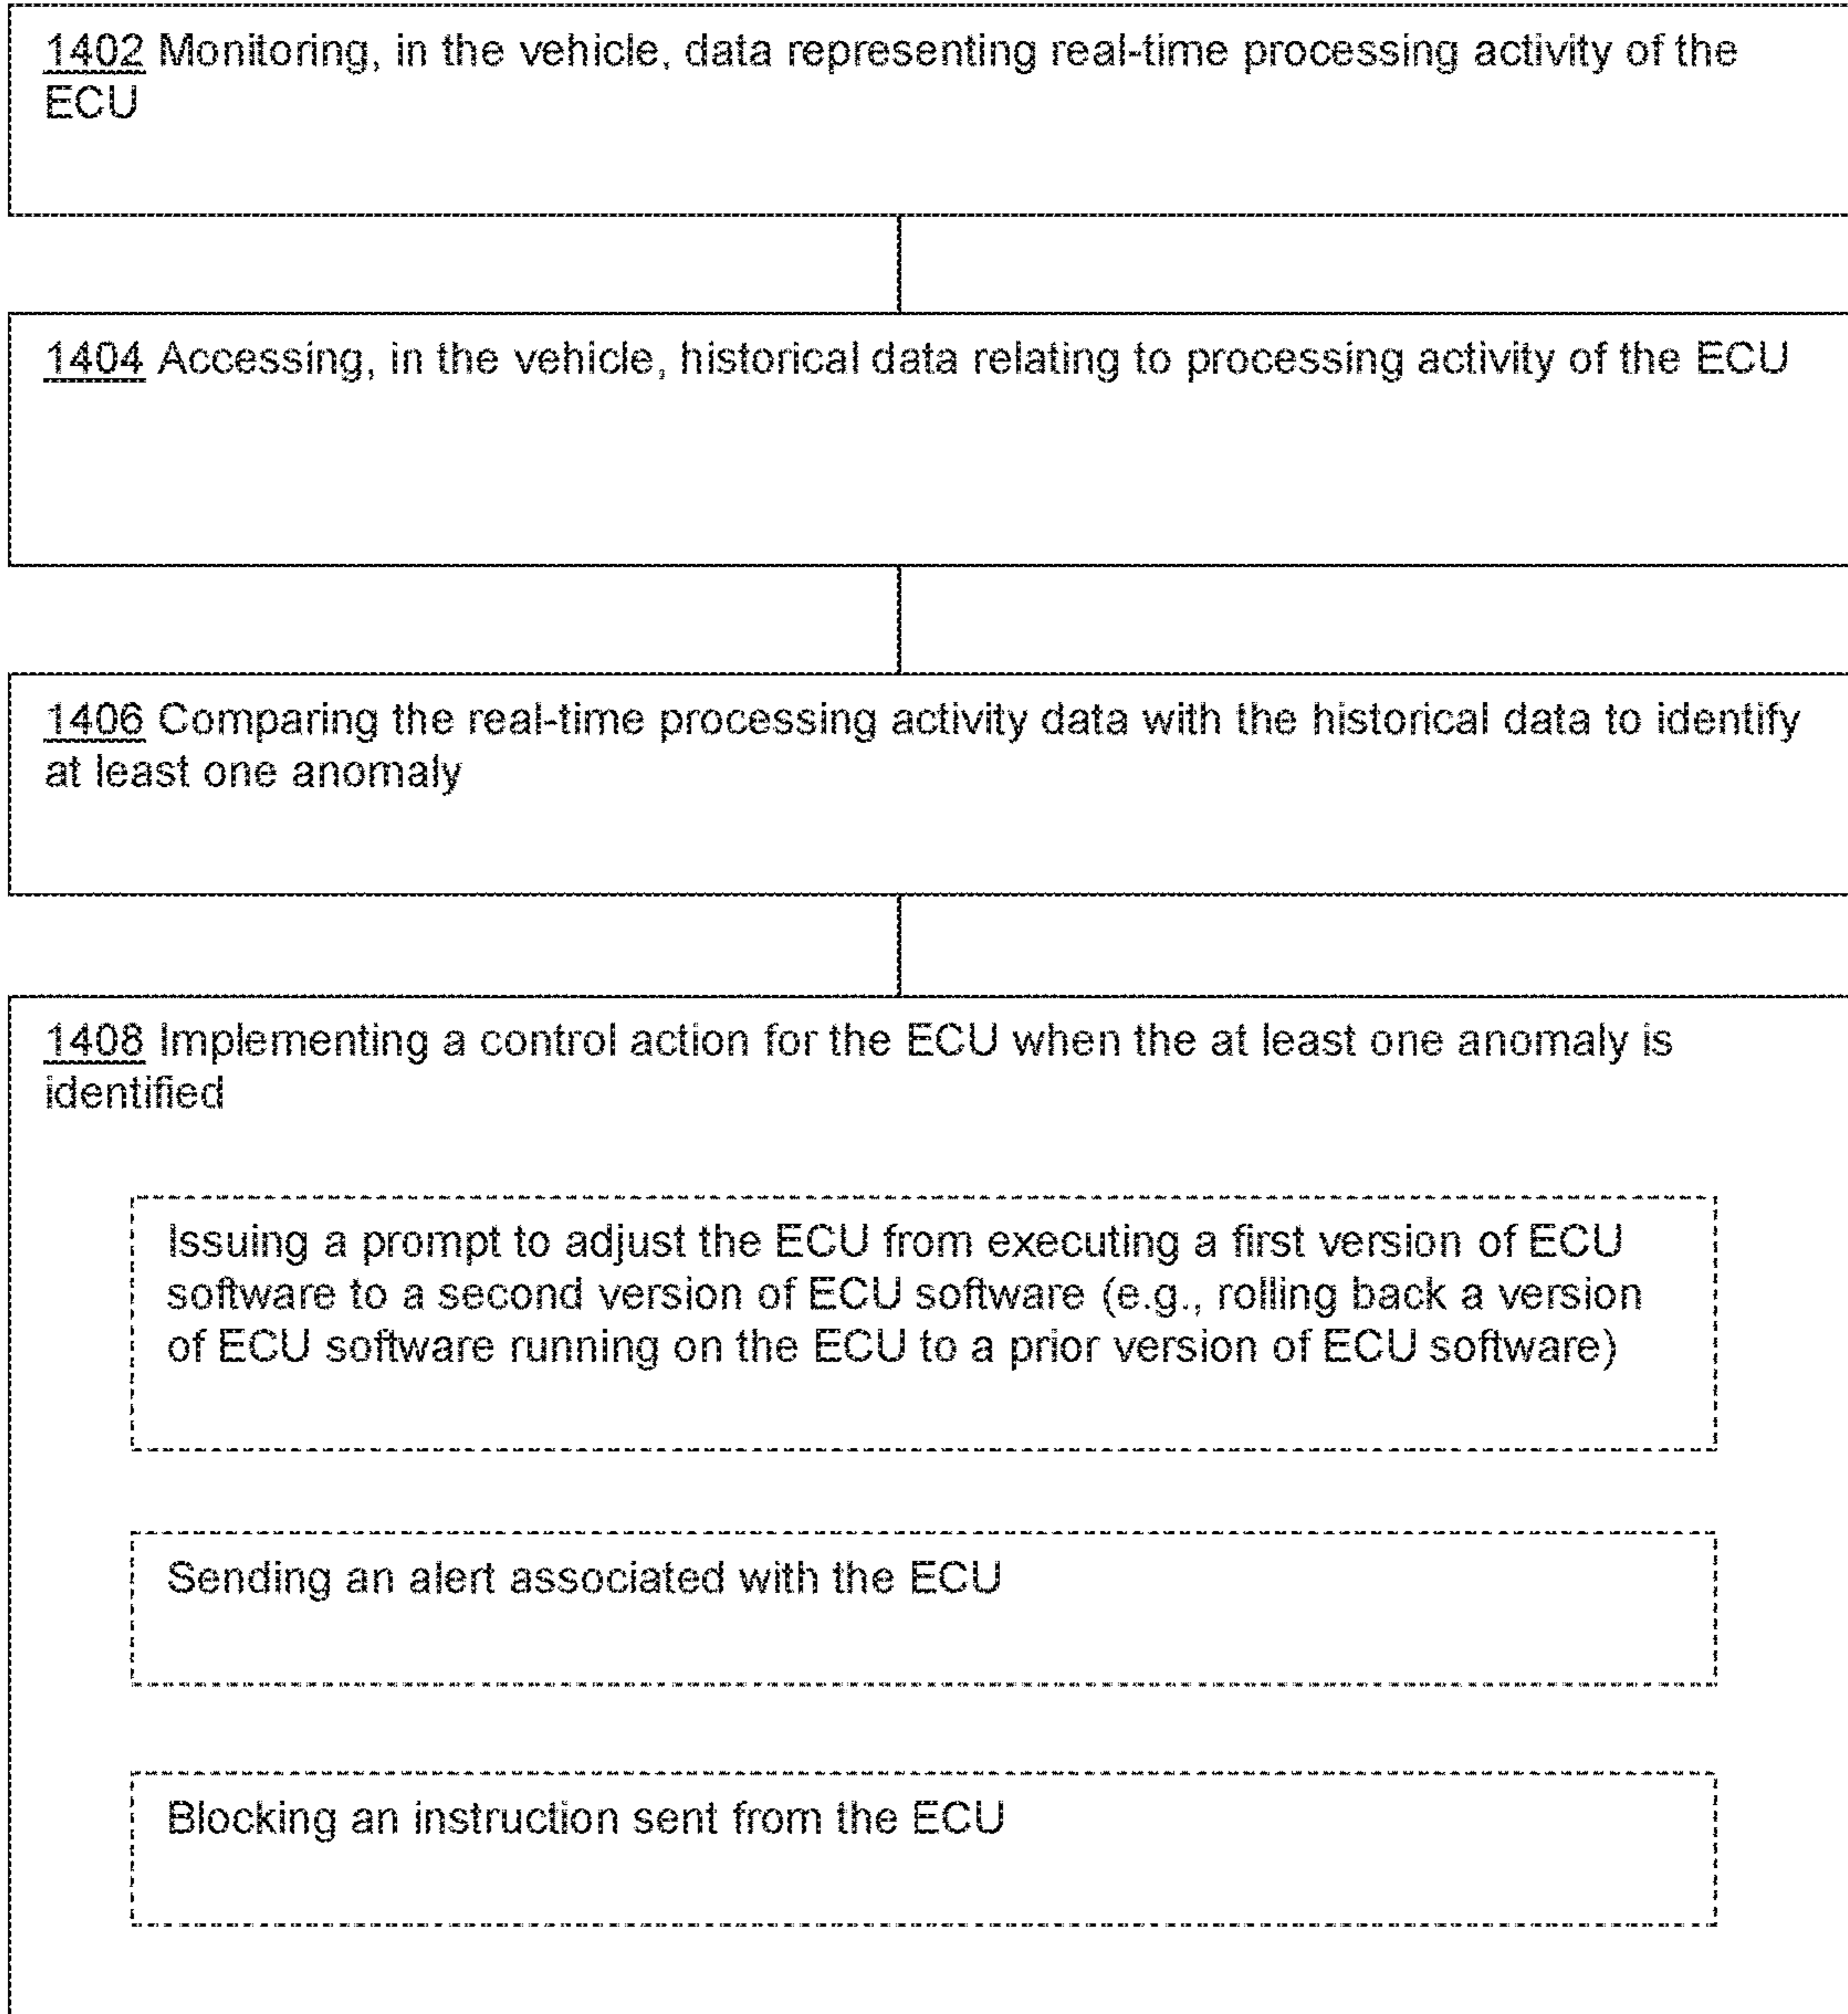 1402 Monitoring, in the vehicle, data representing real-time processing activity of the
ECU
1404 Accessing, in the vehicle, historical data relating to processing activity of the ECU
1406 Comparing the real-time processing activity data with the historical data to identify
at least one anomaly
1408 Implementing a control action for the ECU when the at least one anomaly is
identified
Issuing a prompt to adjust the ECU from executing a first version of ECU
software to a second version of ECU software (e.g., rolling back a version
of ECU software running on the ECU to a prior version of ECU software)
Sending an alert associated with the ECU
Blocking an instruction sent from the ECU